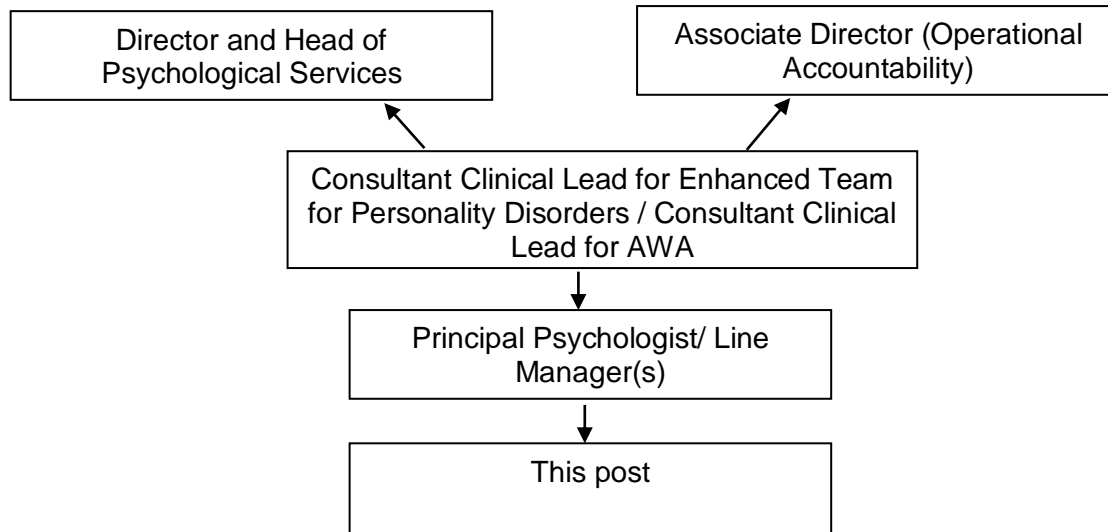 Director and Head of
Psychological Services
Associate Director (Operational
Accountability)
Consultant Clinical Lead for Enhanced Team
for Personality Disorders / Consultant Clinical
Lead for AWA
Principal Psychologist/ Line
Manager(s)
This post